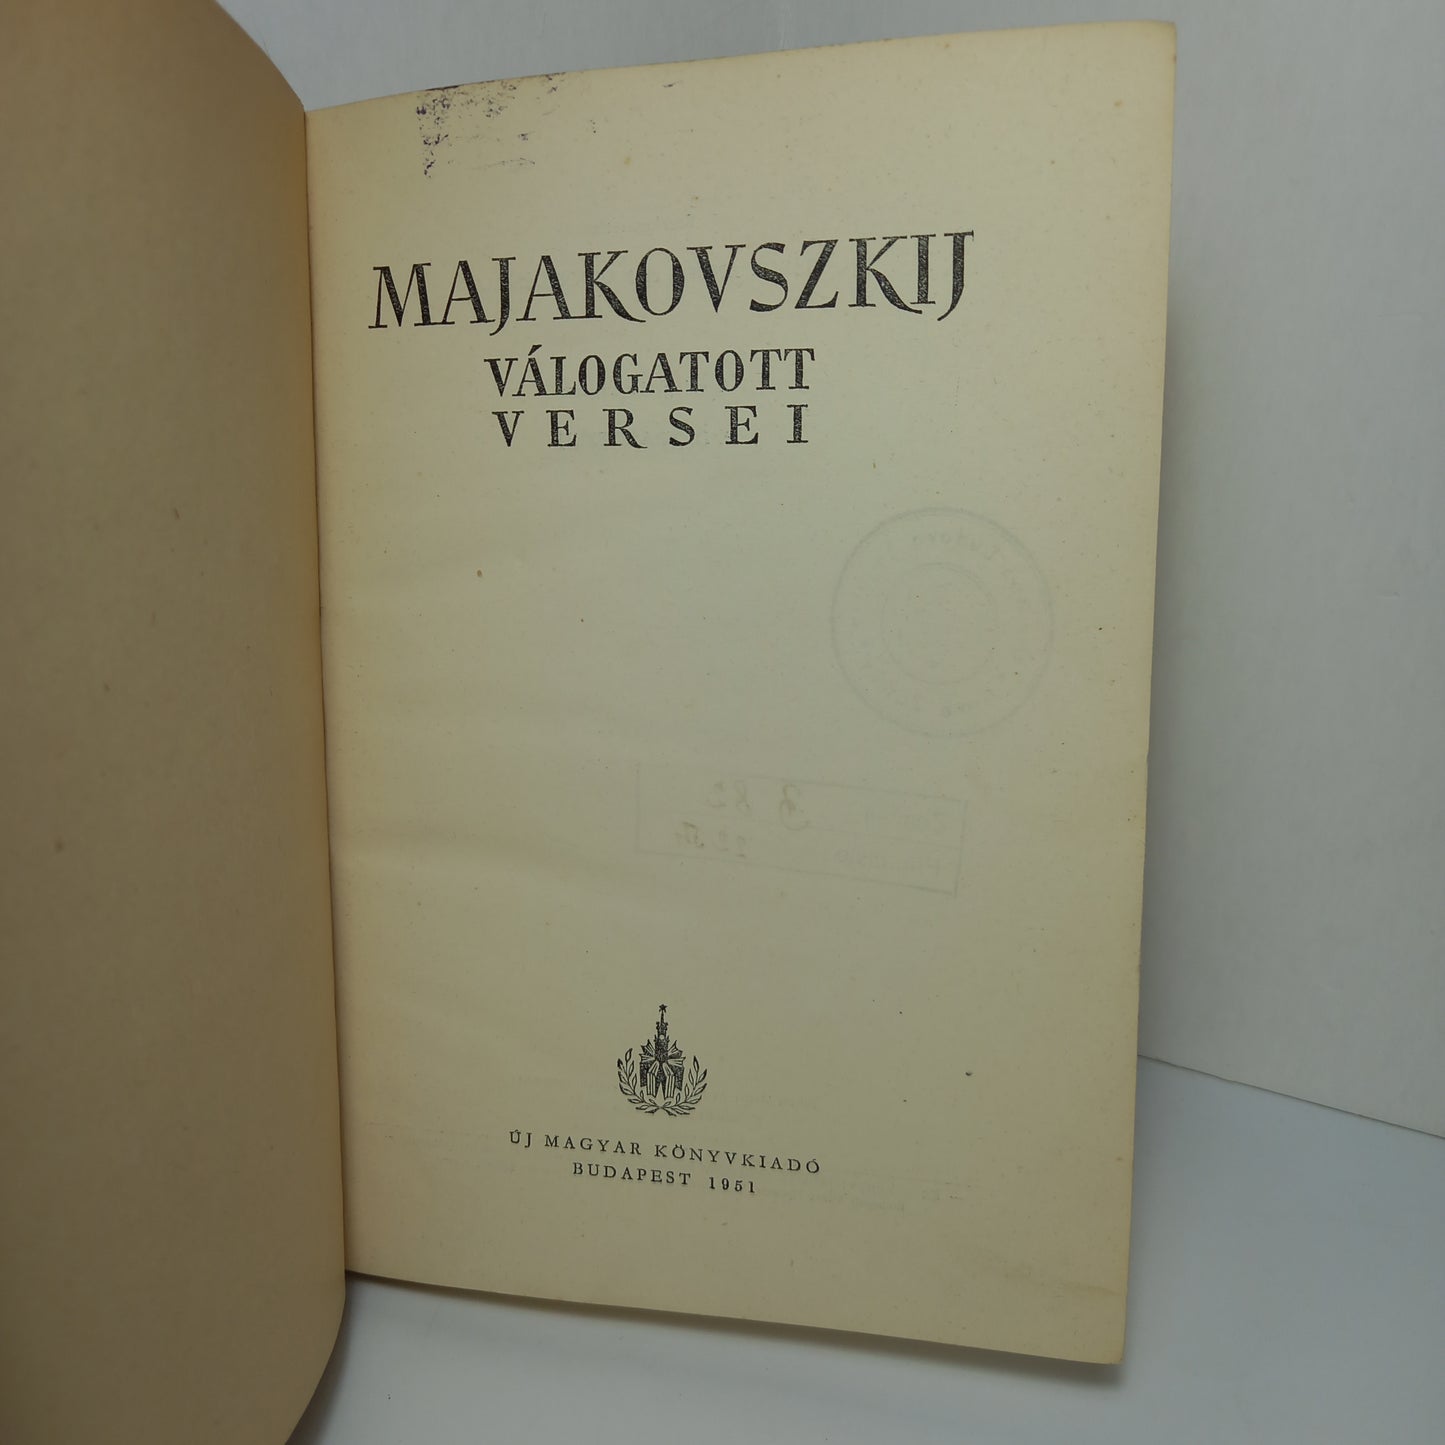 MAJAKOVSZKIJ
VÁLOGATOTT
VERSEI
ÚJ MAGYAR KÖNYVKIADÓ
BUDAPEST 1951